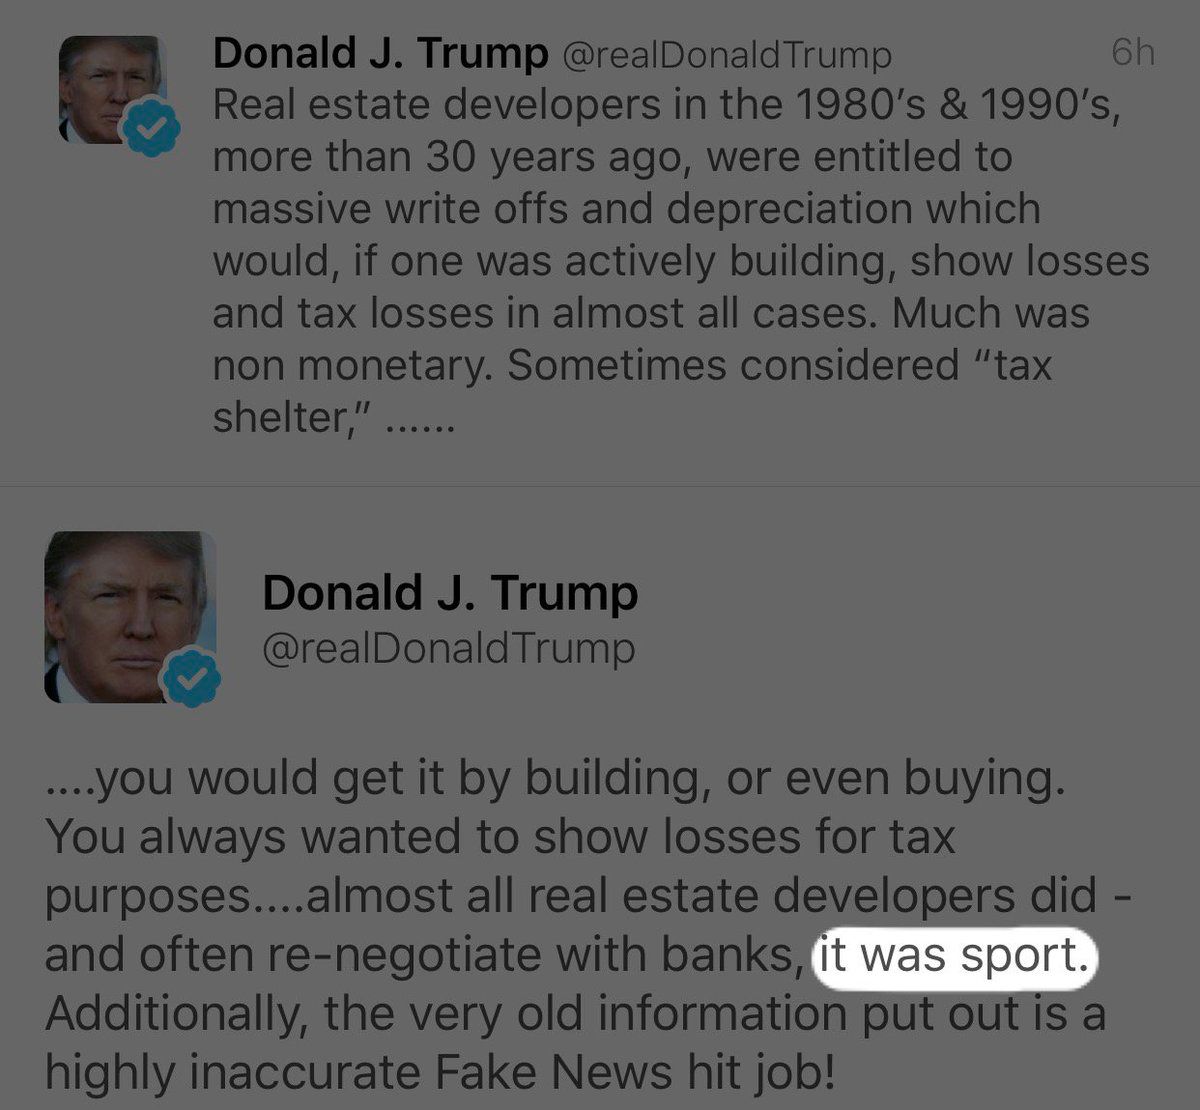 Donald J. Trump @realDonaldTrump 6h
Real estate developers in the 1980’s & 1990’s,
more than 30 years ago, were entitled to
massive write offs and depreciation which
would, if one was actively building, show losses
and tax losses in almost all cases. Much was
non monetary. Sometimes considered “tax
shelter,” ......
Donald J. Trump
@realDonaldTrump
....you would get it by building, or even buying.
You always wanted to show losses for tax
purposes....almost all real estate developers did -
and often re-negotiate with banks, it was sport.
Additionally, the very old information put out is a
highly inaccurate Fake News hit job!